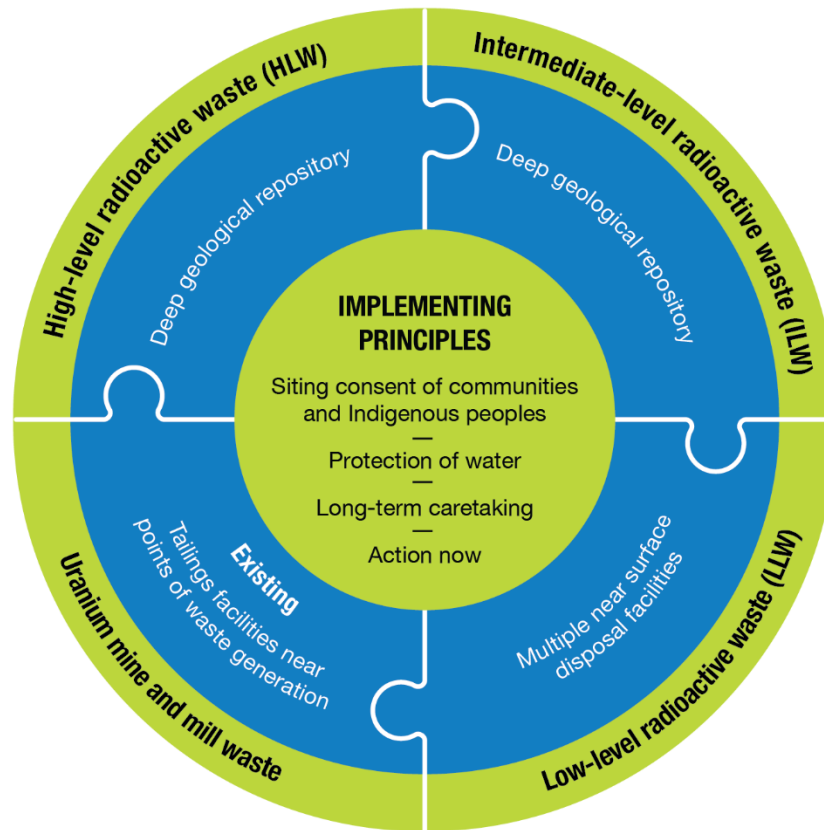 High-level radioactive waste (HLW)
Intermediate-level radioactive waste (ILW)
Deep geological repository
Deep geological repository
IMPLEMENTING
PRINCIPLES
Siting consent of communities
and Indigenous peoples
—
Protection of water
—
Long-term caretaking
—
Action now
Existing
Tailings facilities near
points of waste generation
Multiple near surface
disposal facilities
Uranium mine and mill waste
Low-level radioactive waste (LLW)